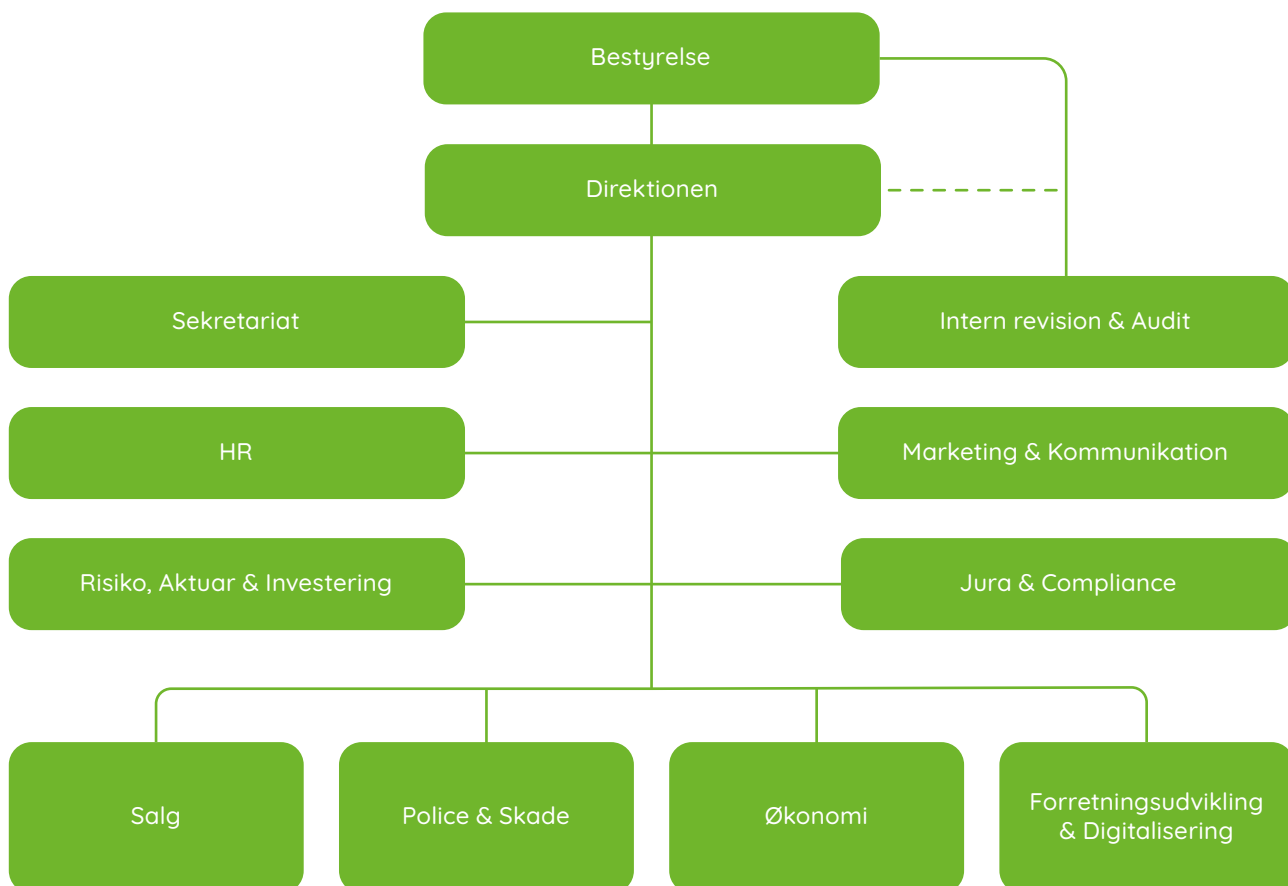 Bestyrelse
Direktionen
Sekretariat
Intern revision & Audit
HR
Marketing & Kommunikation
Risiko, Aktuar & Investering
Jura & Compliance
Salg
Police & Skade
Økonomi
Forretningsudvikling
& Digitalisering